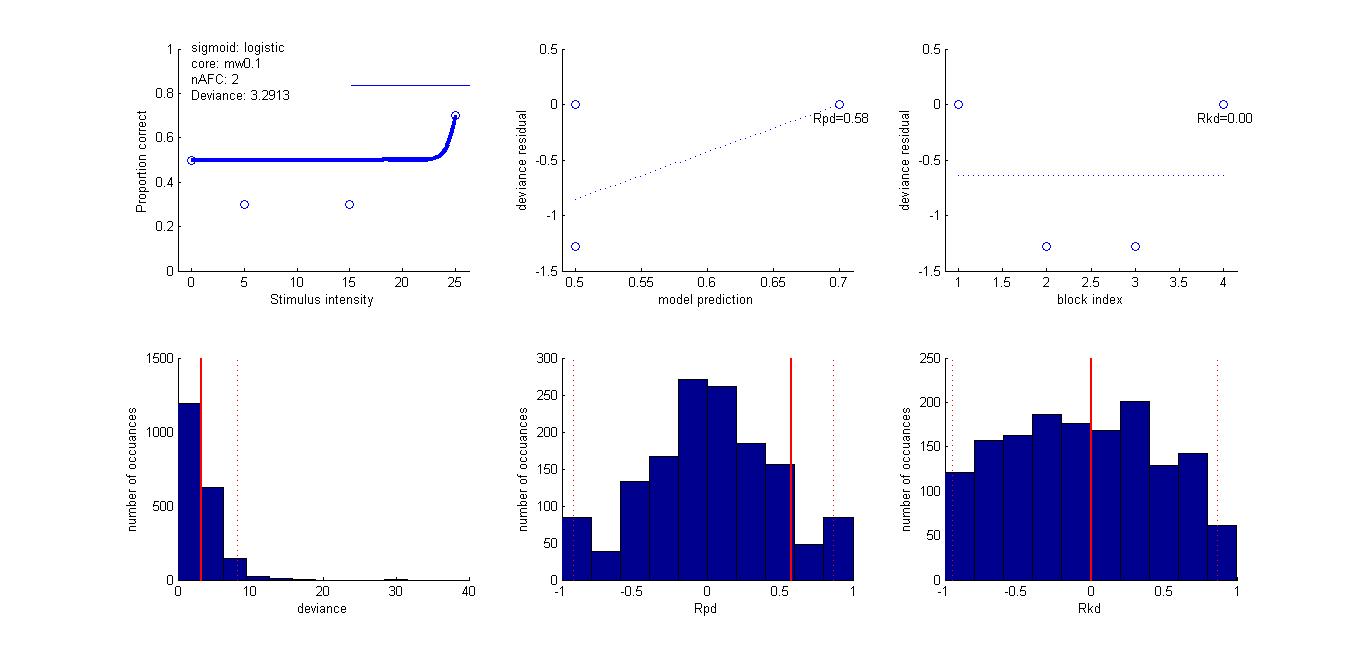 sigmoid: logistic
core: mw0.1
nAFC: 2
Deviance: 3.2913
1
0.8
0.6
0.4
0.2
0
Proportion correct
0 5 10 15 20 25
Stimulus intensity
0.5
0
-0.5
-1
-1.5
deviance residual
Rpd=0.58
0.5 0.55 0.6 0.65 0.7
model prediction
0.5
0
-0.5
-1
-1.5
deviance residual
Rkd=0.00
1 1.5 2 2.5 3 3.5 4
block index
1500
1000
500
0
number of occuances
0 10 20 30 40
deviance
300
250
200
150
100
50
0
number of occuances
-1 -0.5 0 0.5 1
Rpd
250
200
150
100
50
0
number of occuances
-1 -0.5 0 0.5 1
Rkd